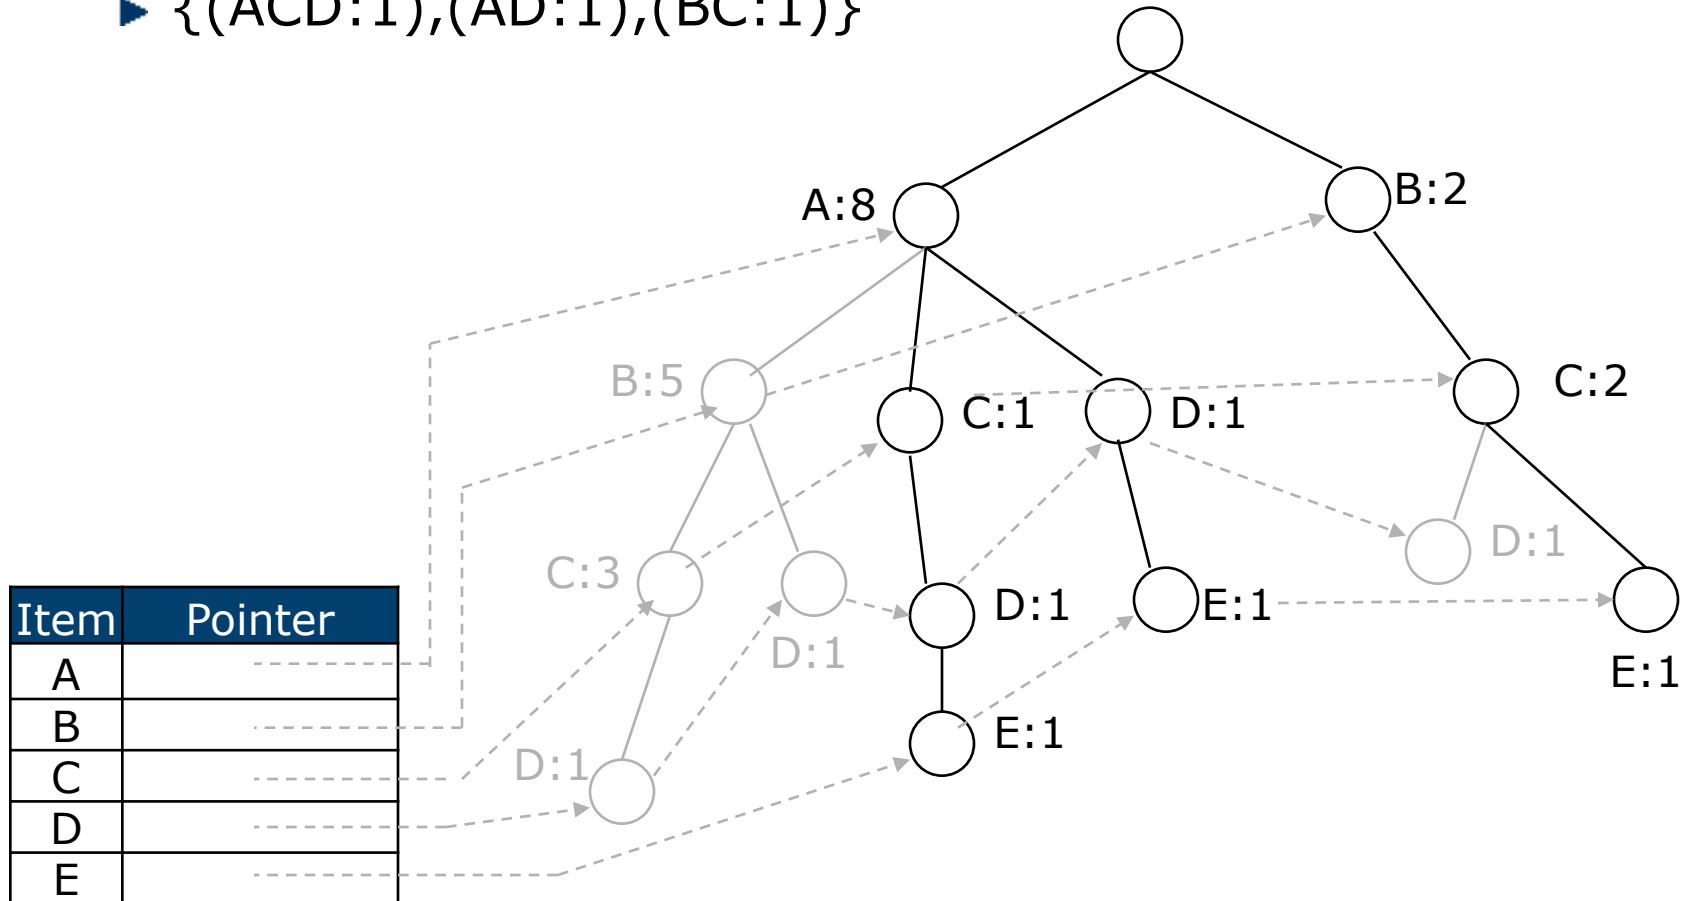 {(ACD:1),(AD:1),(BC:1)}
A:8
B:2
B:5
C:1
D:1
C:2
C:3
D:1
D:1
D:1
E:1
E:1
D:1
E:1
Item Pointer
A
B
C
D
E